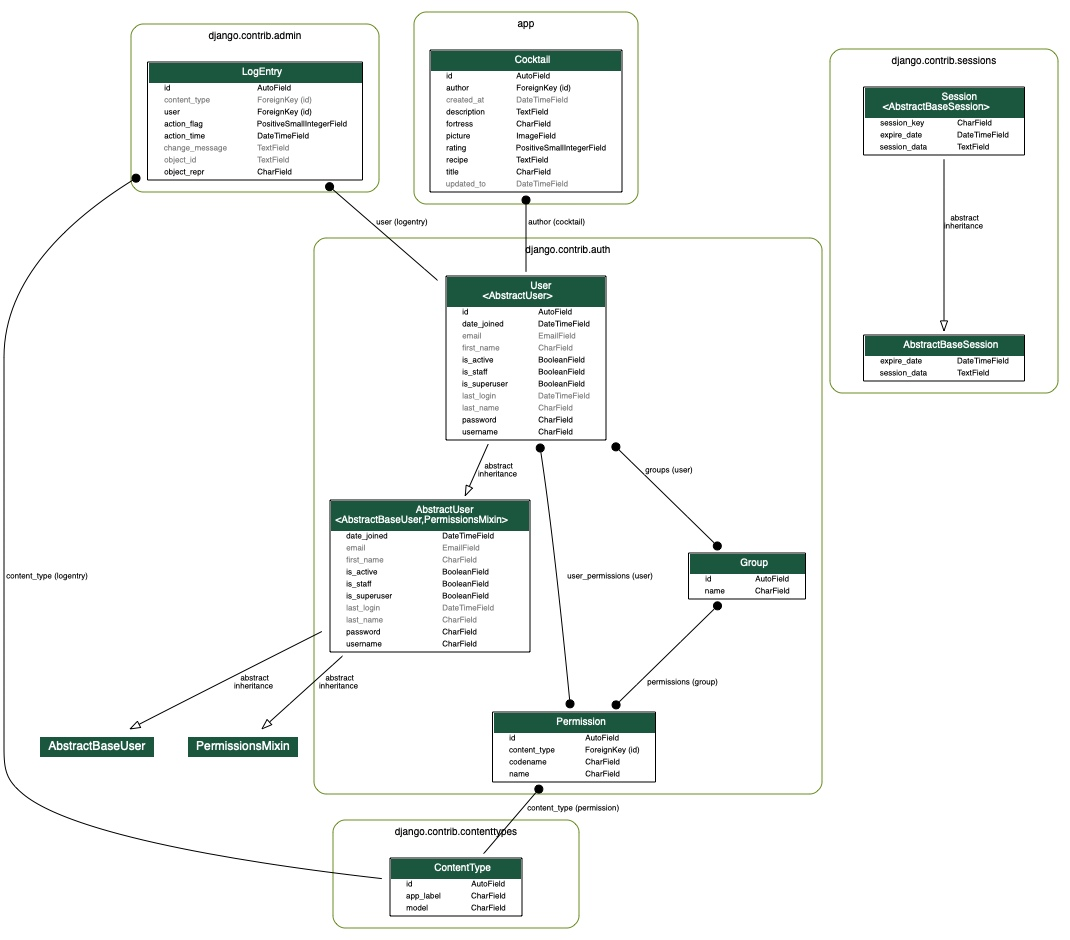 django.contrib.admin
LogEntry
id AutoField
content_type ForeignKey (id)
user ForeignKey (id)
action_flag PositiveSmallIntegerField
action_time DateTimeField
change_message TextField
object_id TextField
object_repr CharField
app
Cocktail
id AutoField
author ForeignKey (id)
created_at DateTimeField
description TextField
fortress CharField
picture ImageField
rating PositiveSmallIntegerField
recipe TextField
title CharField
updated_to DateTimeField
django.contrib.sessions
Session
<AbstractBaseSession>
session_key CharField
expire_date DateTimeField
session_data TextField
abstract
inheritance
AbstractBaseSession
expire_date DateTimeField
session_data TextField
user (logentry)
author (cocktail)
django.contrib.auth
User
<AbstractUser>
id AutoField
date_joined DateTimeField
email EmailField
first_name CharField
is_active BooleanField
is_staff BooleanField
is_superuser BooleanField
last_login DateTimeField
last_name CharField
password CharField
username CharField
abstract
inheritance
groups (user)
AbstractUser
<AbstractBaseUser,PermissionsMixin>
date_joined DateTimeField
email EmailField
first_name CharField
is_active BooleanField
is_staff BooleanField
is_superuser BooleanField
last_login DateTimeField
last_name CharField
password CharField
username CharField
user_permissions (user)
Group
id AutoField
name CharField
content_type (logentry)
abstract
inheritance
abstract
inheritance
permissions (group)
AbstractBaseUser
PermissionsMixin
Permission
id AutoField
content_type ForeignKey (id)
codename CharField
name CharField
content_type (permission)
django.contrib.contenttypes
ContentType
id AutoField
app_label CharField
model CharField